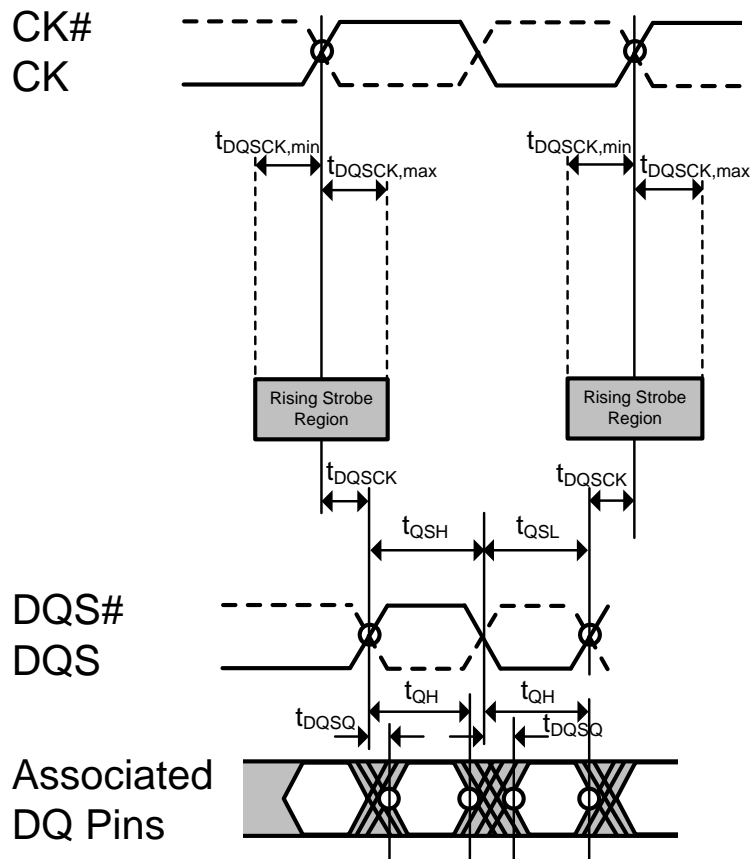 CK#
CK
tDQSCK,min
tDQSCK,max
tDQSCK,min
tDQSCK,max
Rising Strobe
Region
Rising Strobe
Region
tDQSCK
tDQSCK
tQSH
tQSL
DQS#
DQS
tQH
tQH
tDQSQ
tDQSQ
Associated
DQ Pins